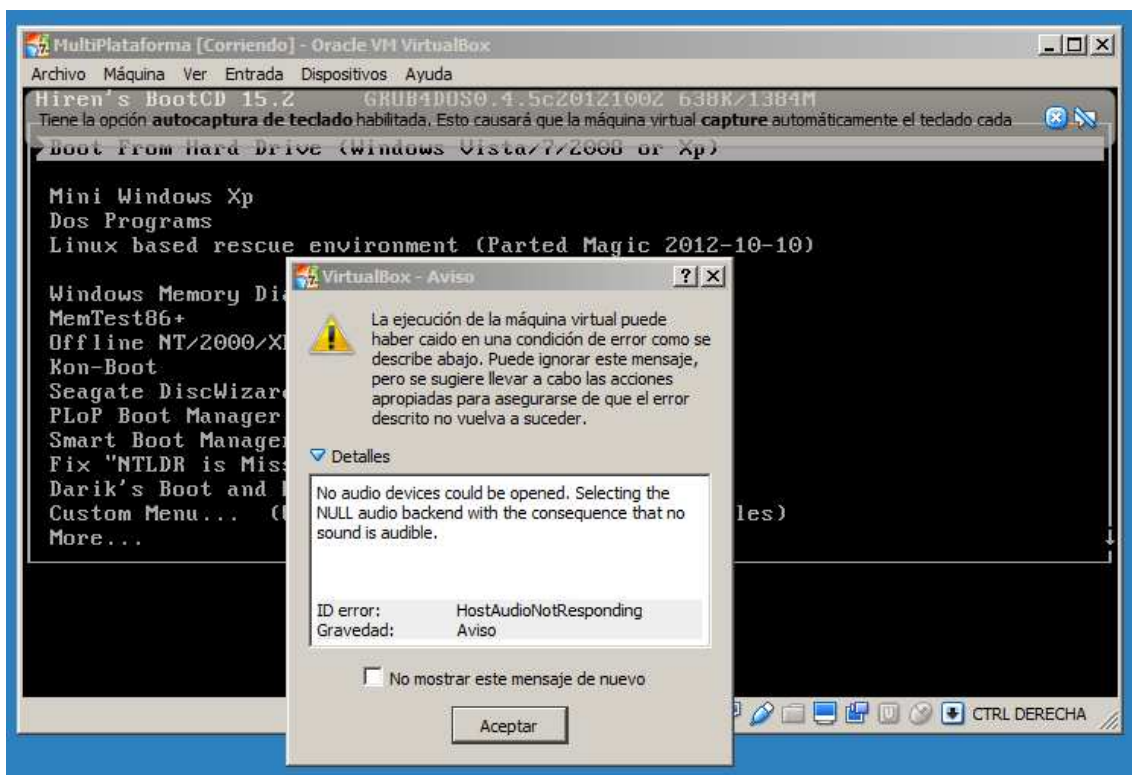 MultiPlataforma [Corriendo] - Oracle VM VirtualBox
Archivo Máquina Ver Entrada Dispositivos Ayuda
Hiren's BootCD 15.2 GRUB4DOS0.4.5c20121002 638K/1384M
Tiene la opción autocaptura de teclado habilitada. Esto causará que la máquina virtual capture automáticamente el teclado cada
Boot From Hard Drive (Windows Vista/7/2008 or Xp)
Mini Windows Xp
Dos Programs
Linux based rescue environment (Parted Magic 2012-10-10)
Windows Memory Dia
MemTest86+
Offline NT/2000/X
Kon-Boot
Seagate DiscWizar
PLoP Boot Manager
Smart Boot Manage
Fix "NTLDR is Mis
Darik's Boot and
Custom Menu... ( les)
More...
VirtualBox - Aviso
La ejecución de la máquina virtual puede
haber caido en una condición de error como se
describe abajo. Puede ignorar este mensaje,
pero se sugiere llevar a cabo las acciones
apropiadas para asegurarse de que el error
descrito no vuelva a suceder.
Detalles
No audio devices could be opened. Selecting the
NULL audio backend with the consequence that no
sound is audible.
ID error: HostAudioNotResponding
Gravedad: Aviso
No mostrar este mensaje de nuevo
Aceptar
CTRL DERECHA